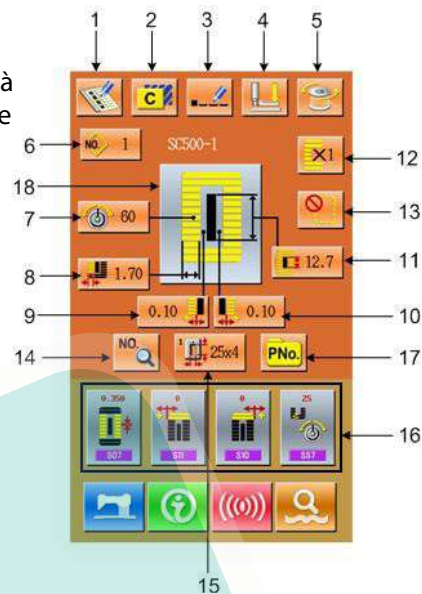 1 2 3 4 5
à
e
C
6 NO. 1 SC500-1 X1 12
18
7 60 13
8 1.70 12.7 11
9 0.10 0.10 10
14 NO. 1 25x4 PNo. 17
0.350 0 0 25
S07 S11 S10 S57 16
15